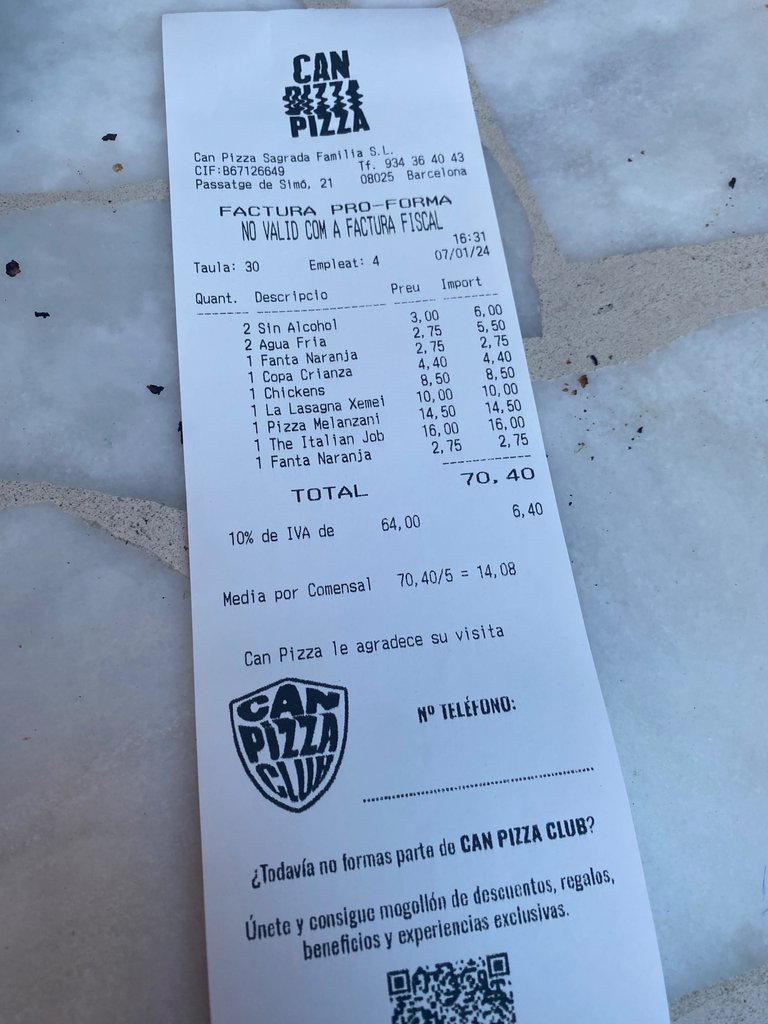 CAN
PIZZA
PIZZA
Can Pizza Sagrada Familia S.L.
CIF:B67126649 Tf. 934 36 40 43
Passatge de Simó, 21 08025 Barcelona
FACTURA PRO-FORMA
NO VALID COM A FACTURA FISCAL
16:31
Taula: 30 Empleat: 4 07/01/24
Quant. Descripcio Preu Import
2 Sin Alcohol 3,00 6,00
2 Agua Fria 2,75 5,50
1 Fanta Naranja 2,75 2,75
1 Copa Crianza 4,40 4,40
1 Chickens 8,50 8,50
1 La Lasagna Xemei 10,00 10,00
1 Pizza Melanzani 14,50 14,50
1 The Italian Job 16,00 16,00
1 Fanta Naranja 2,75 2,75
TOTAL 70,40
10% de IVA de 64,00 6,40
Media por Comensal 70,40/5 = 14,08
Can Pizza le agradece su visita
CAN
PIZZA
CLUB
Nº TELÉFONO:
¿Todavía no formas parte de CAN PIZZA CLUB?
Únete y consigue mogollón de descuentos, regalos,
beneficios y experiencias exclusivas.